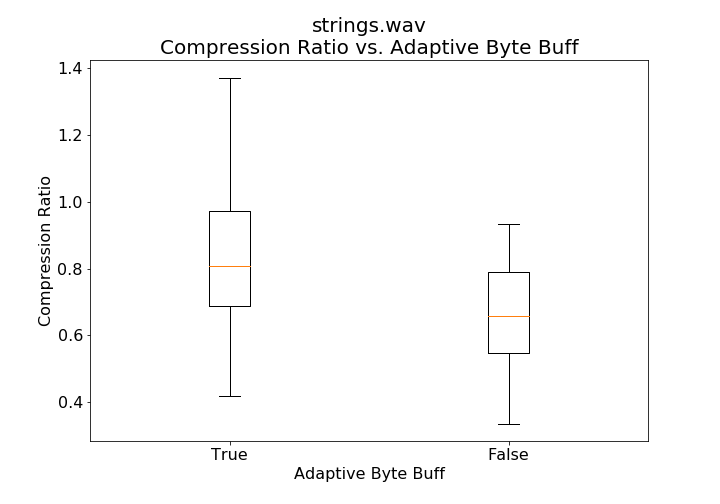 strings.wav
Compression Ratio vs. Adaptive Byte Buff
1.4
1.2
1.0
0.8
0.6
0.4
Compression Ratio
True
False
Adaptive Byte Buff